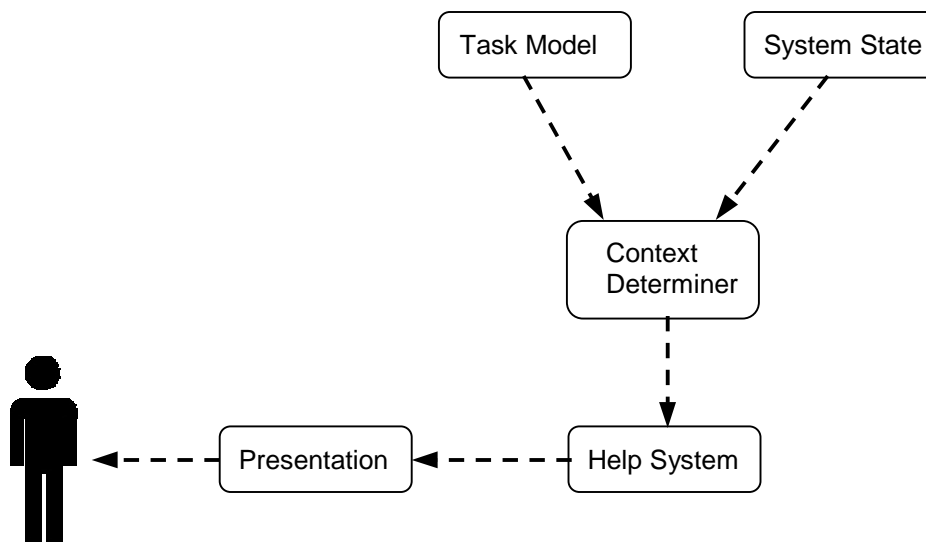 Task Model
System State
Context
Determiner
Presentation
Help System